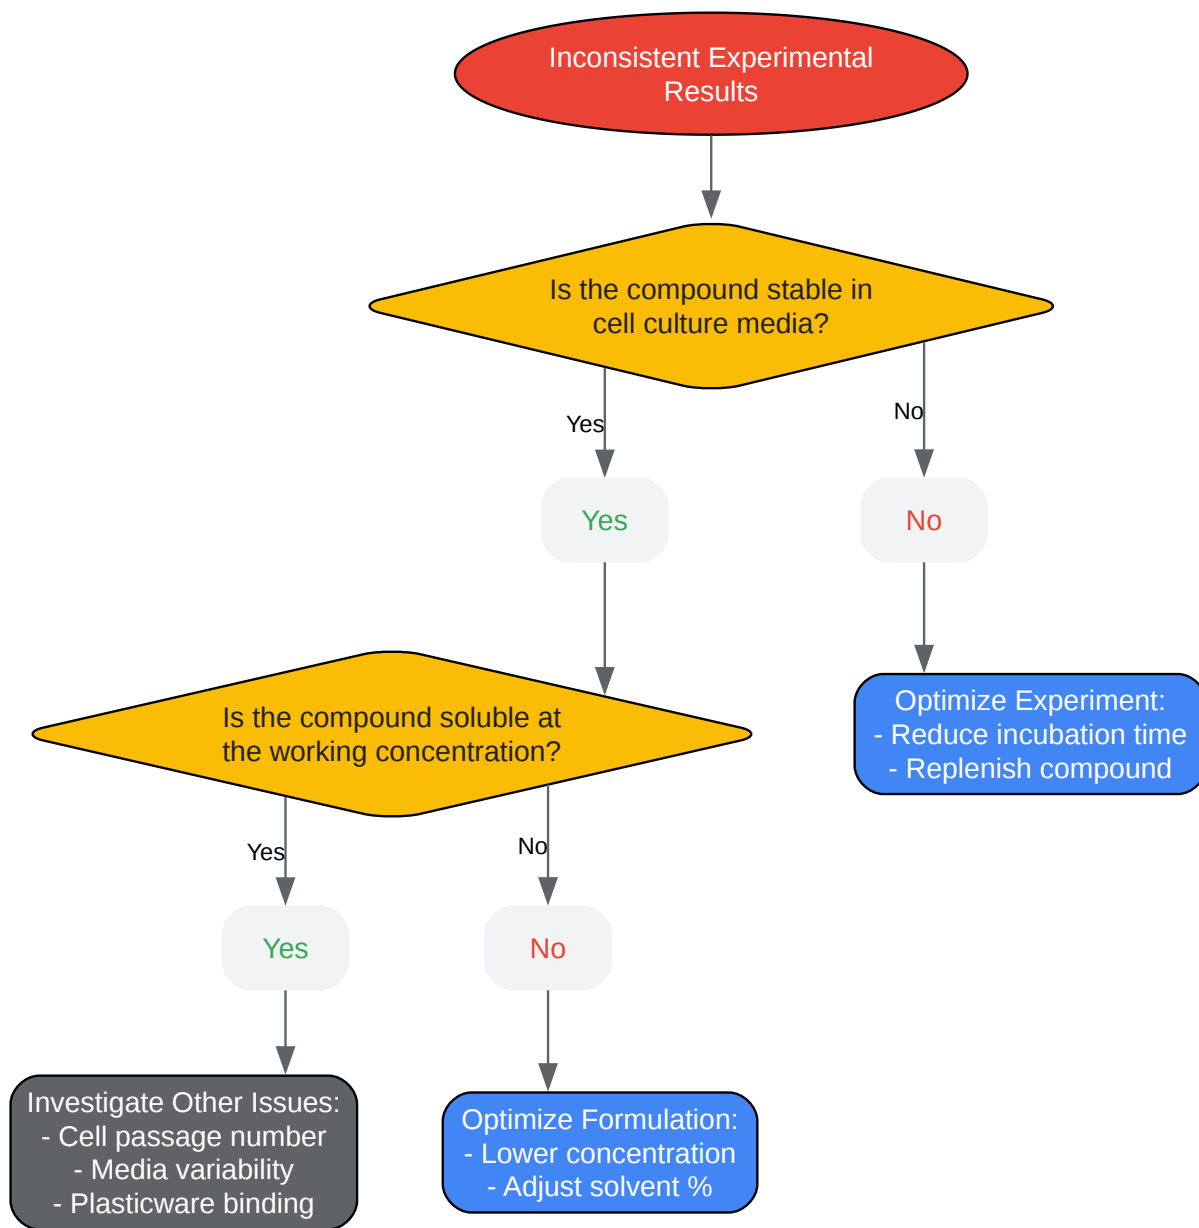 Inconsistent Experimental
Results
Is the compound stable in
cell culture media?
Yes
No
Yes
No
Optimize Experiment:
- Reduce incubation time
- Replenish compound
Is the compound soluble at
the working concentration?
Yes
No
Yes
No
Investigate Other Issues:
- Cell passage number
- Media variability
- Plasticware binding
Optimize Formulation:
- Lower concentration
- Adjust solvent %